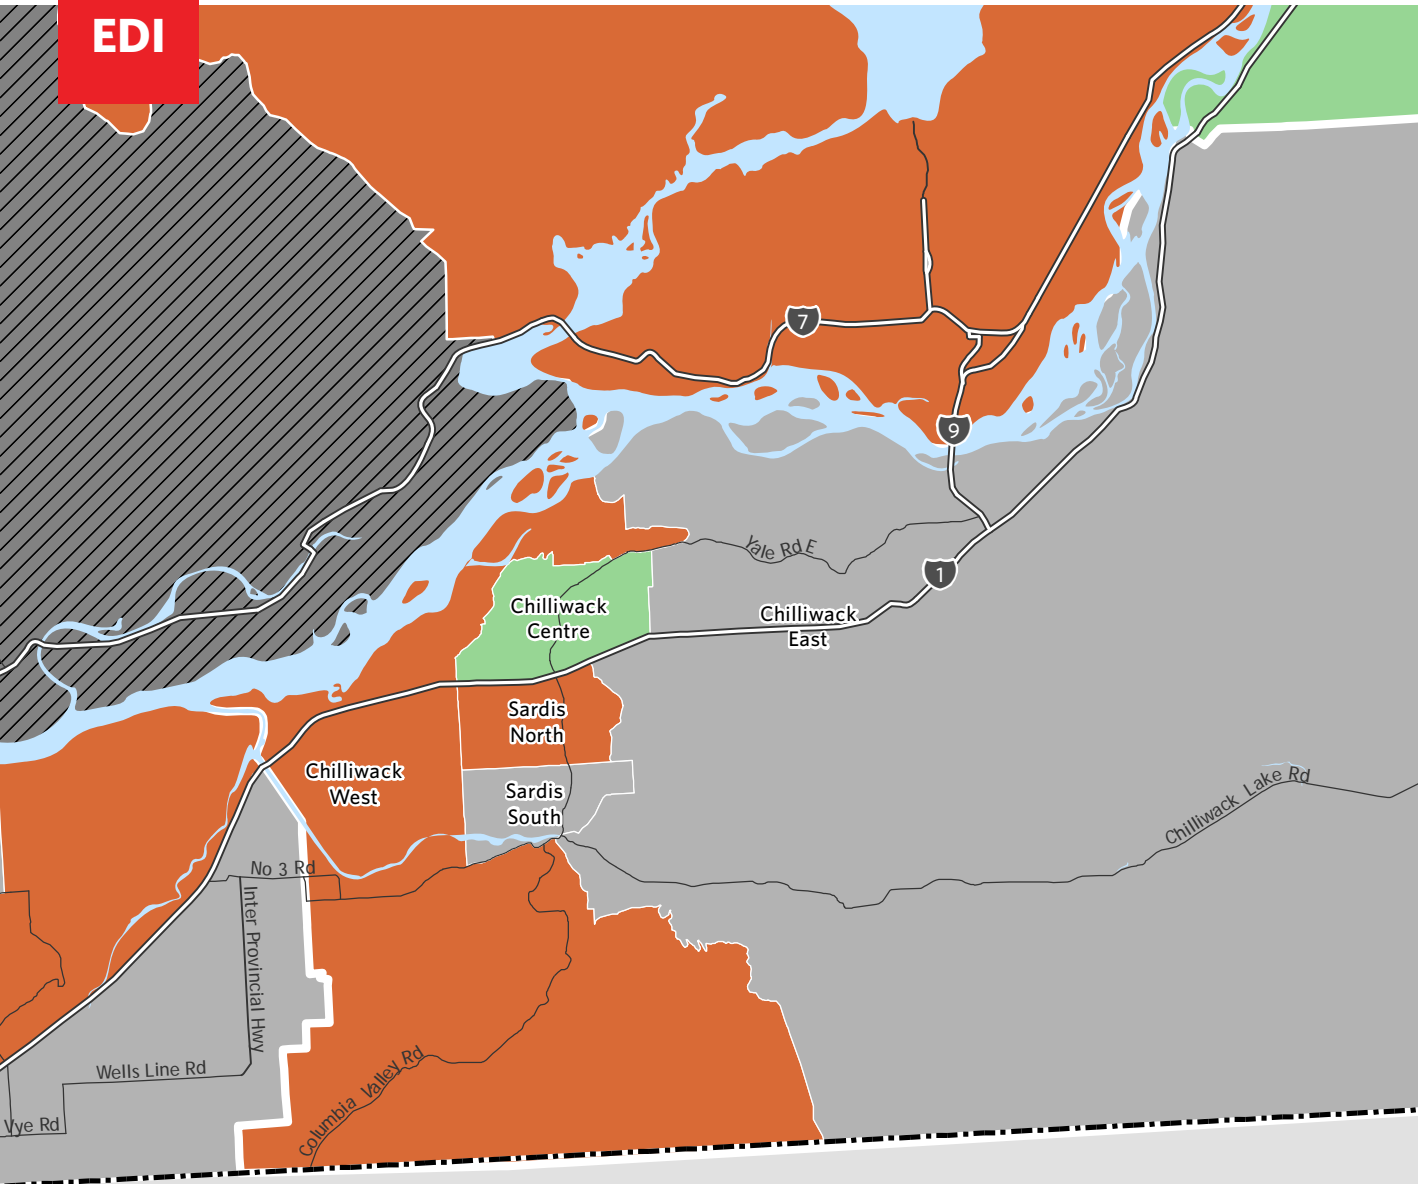 EDI
7
9
Yale Rd E
1
Chilliwack
Centre
Chilliwack
East
Sardis
North
Chilliwack
West
Sardis
South
Chilliwack Lake Rd
No 3 Rd
Inter Provincial Hwy
Wells Line Rd
Columbia Valley Rd
Vye Rd